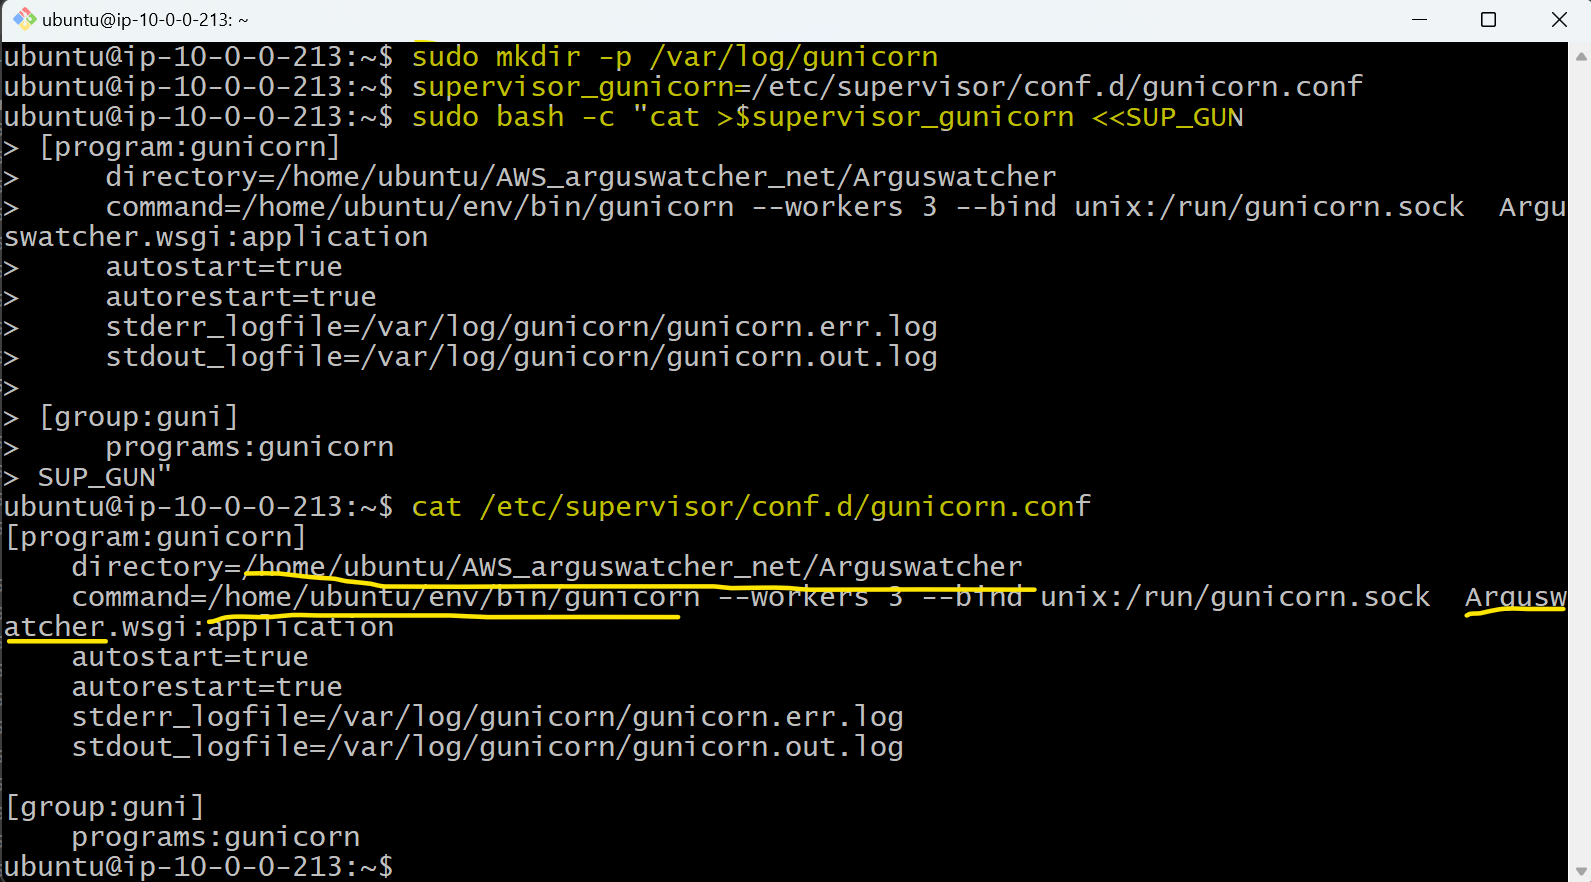 ubuntu@ip-10-0-0-213: ~
ubuntu@ip-10-0-0-213:~$ sudo mkdir -p /var/log/gunicorn
ubuntu@ip-10-0-0-213:~$ supervisor_gunicorn=/etc/supervisor/conf.d/gunicorn.conf
ubuntu@ip-10-0-0-213:~$ sudo bash -c "cat >$supervisor_gunicorn <<SUP_GUN
> [program:gunicorn]
>     directory=/home/ubuntu/AWS_arguswatcher_net/Arguswatcher
>     command=/home/ubuntu/env/bin/gunicorn --workers 3 --bind unix:/run/gunicorn.sock  Argu
swatcher.wsgi:application
>     autostart=true
>     autorestart=true
>     stderr_logfile=/var/log/gunicorn/gunicorn.err.log
>     stdout_logfile=/var/log/gunicorn/gunicorn.out.log
>
> [group:guni]
>     programs:gunicorn
> SUP_GUN"
ubuntu@ip-10-0-0-213:~$ cat /etc/supervisor/conf.d/gunicorn.conf
[program:gunicorn]
    directory=/home/ubuntu/AWS_arguswatcher_net/Arguswatcher
    command=/home/ubuntu/env/bin/gunicorn --workers 3 --bind unix:/run/gunicorn.sock  Argusw
atcher.wsgi:application
    autostart=true
    autorestart=true
    stderr_logfile=/var/log/gunicorn/gunicorn.err.log
    stdout_logfile=/var/log/gunicorn/gunicorn.out.log

[group:guni]
    programs:gunicorn
ubuntu@ip-10-0-0-213:~$